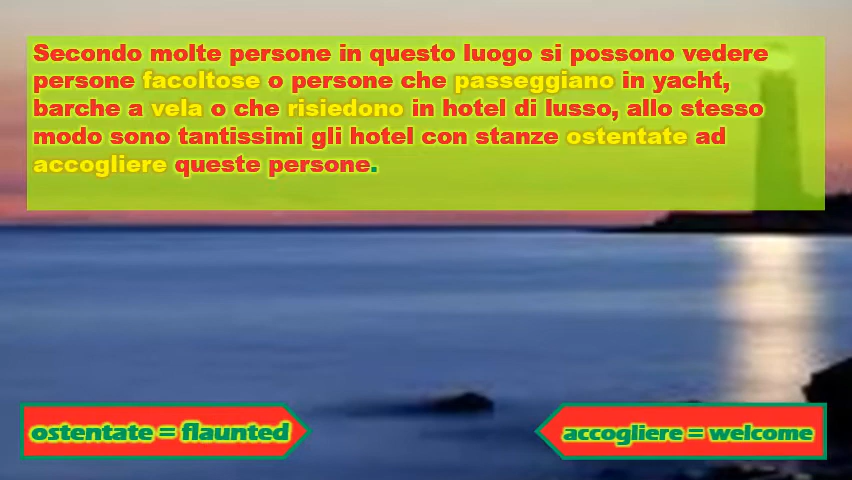 Secondo molte persone in questo luogo si possono vedere
persone facoltose o persone che passeggiano in yacht,
barche a vela o che risiedono in hotel di lusso, allo stesso
modo sono tantissimi gli hotel con stanze ostentate ad
accogliere queste persone.
ostentate = flaunted
accogliere = welcome